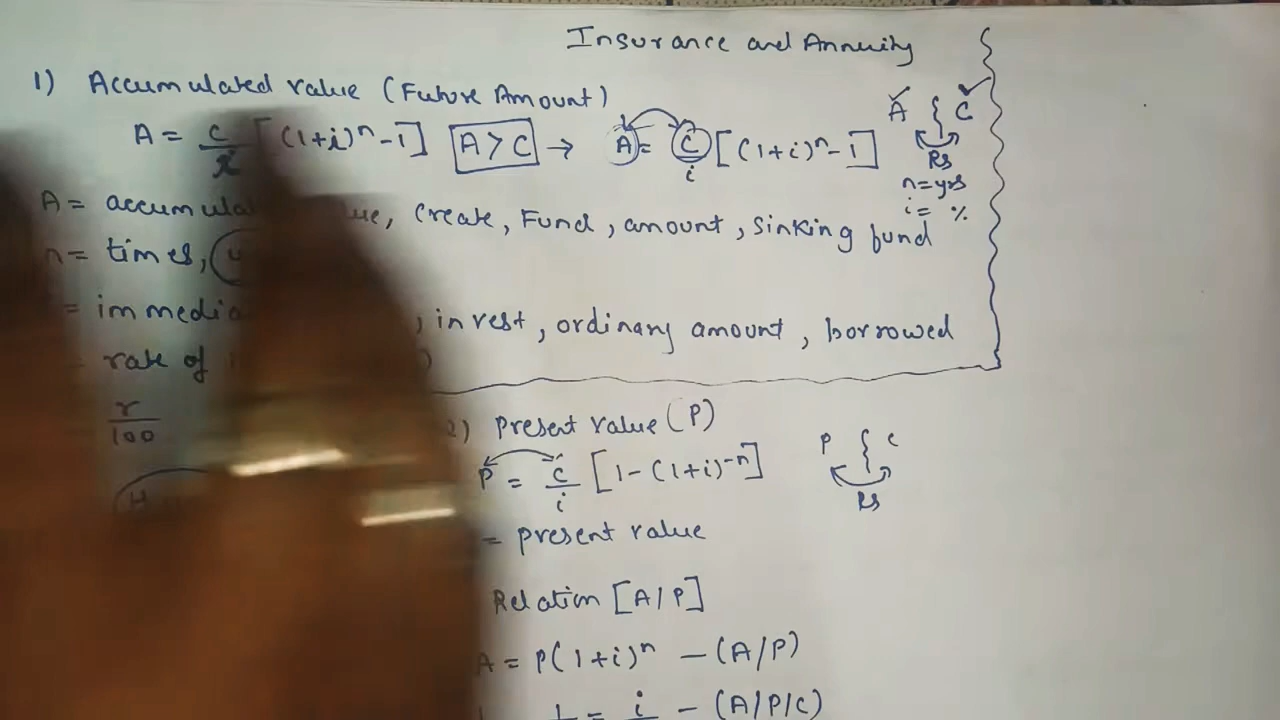 Insurance and Annuity
1) Accumulated value (Future Amount)
A = c/i [(1+i)ⁿ -1] A > C → A = C/i [(1+i)ⁿ -1]
A { C
Rs
n = yrs
i = %
A = accumula , Create, Fund, amount, sinking fund
n = times,
= immedia , invest, ordinary amount, borrowed
rate of
r/100
2) Present value (P)
P = c/i [1-(1+i)⁻ⁿ]
P { C
Rs
= present value
Relation [A/P]
A = P(1+i)ⁿ - (A/P)
= i - (A/P/C)